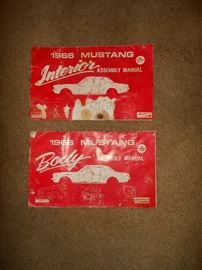 1966 MUSTANG
Interior ASSEMBLY MANUAL
1966 MUSTANG
Body ASSEMBLY MANUAL